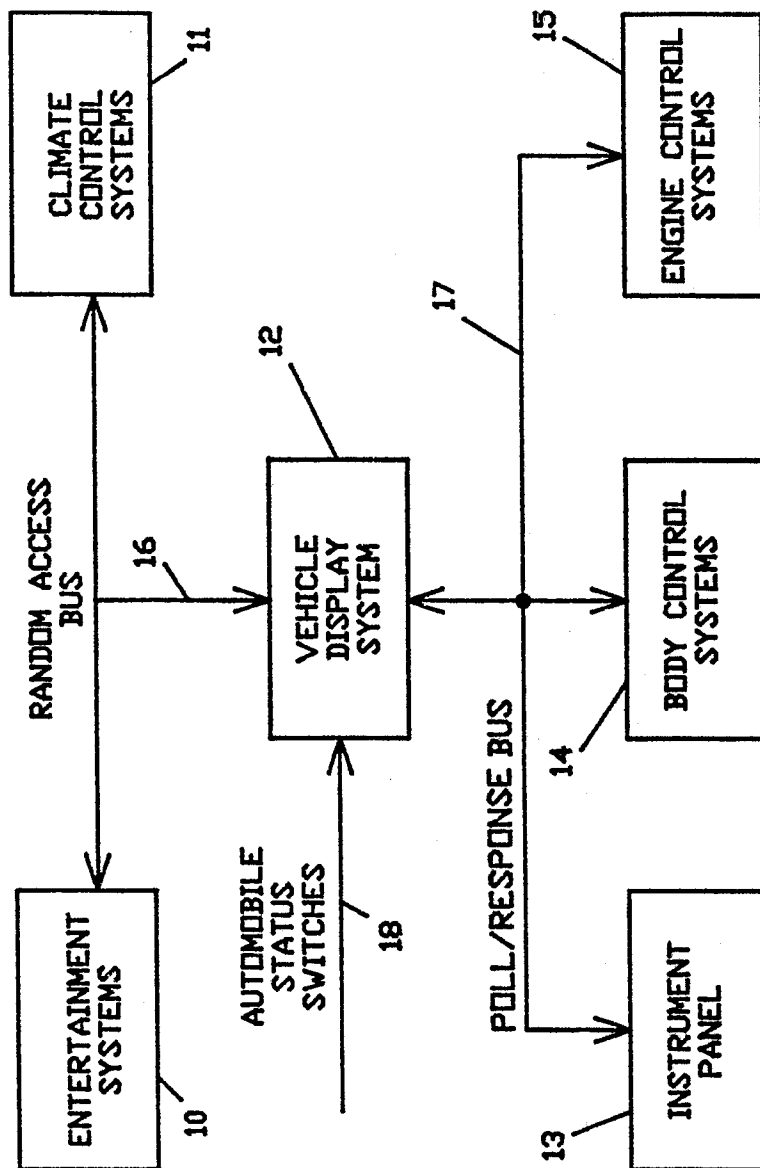 ENTERTAINMENT
SYSTEMS
10
RANDOM ACCESS
BUS
16
CLIMATE
CONTROL
SYSTEMS
11
AUTOMOBILE
STATUS
SWITCHES
18
VEHICLE
DISPLAY
SYSTEM
12
POLL/RESPONSE BUS
17
INSTRUMENT
PANEL
13
BODY CONTROL
SYSTEMS
14
ENGINE CONTROL
SYSTEMS
15